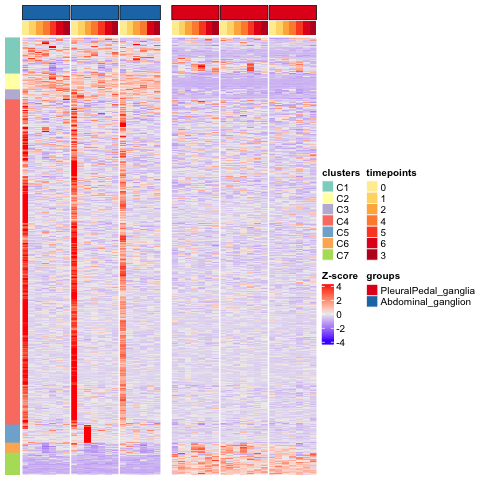 clusters timepoints
C1 0
C2 1
C3 2
C4 4
C5 5
C6 6
C7 3
Z-score groups
4 PleuralPedal_ganglia
2 Abdominal_ganglion
0
-2
-4